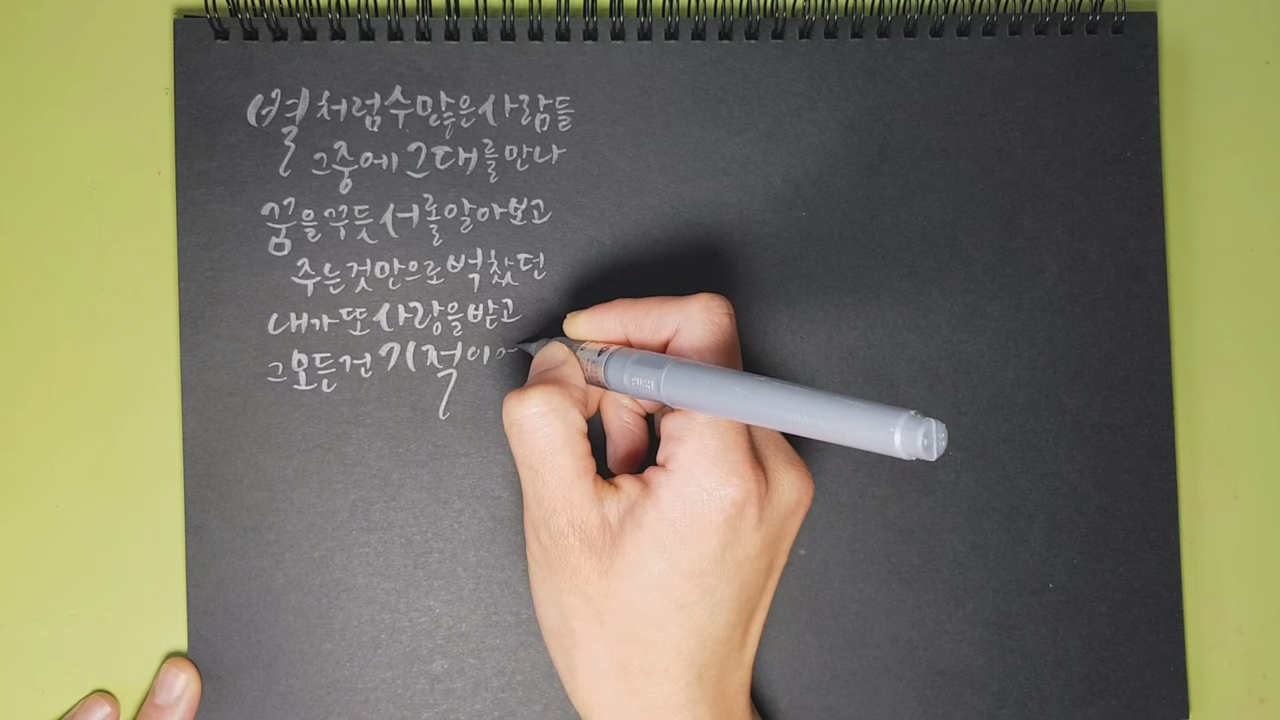 별처럼 수많은 사람들
그중에 그대를 만나
꿈을 꾸듯 서롤 알아보고
주는 것만으로 벅찼던
내가 또 사랑을 받고
그 모든 건 기적이